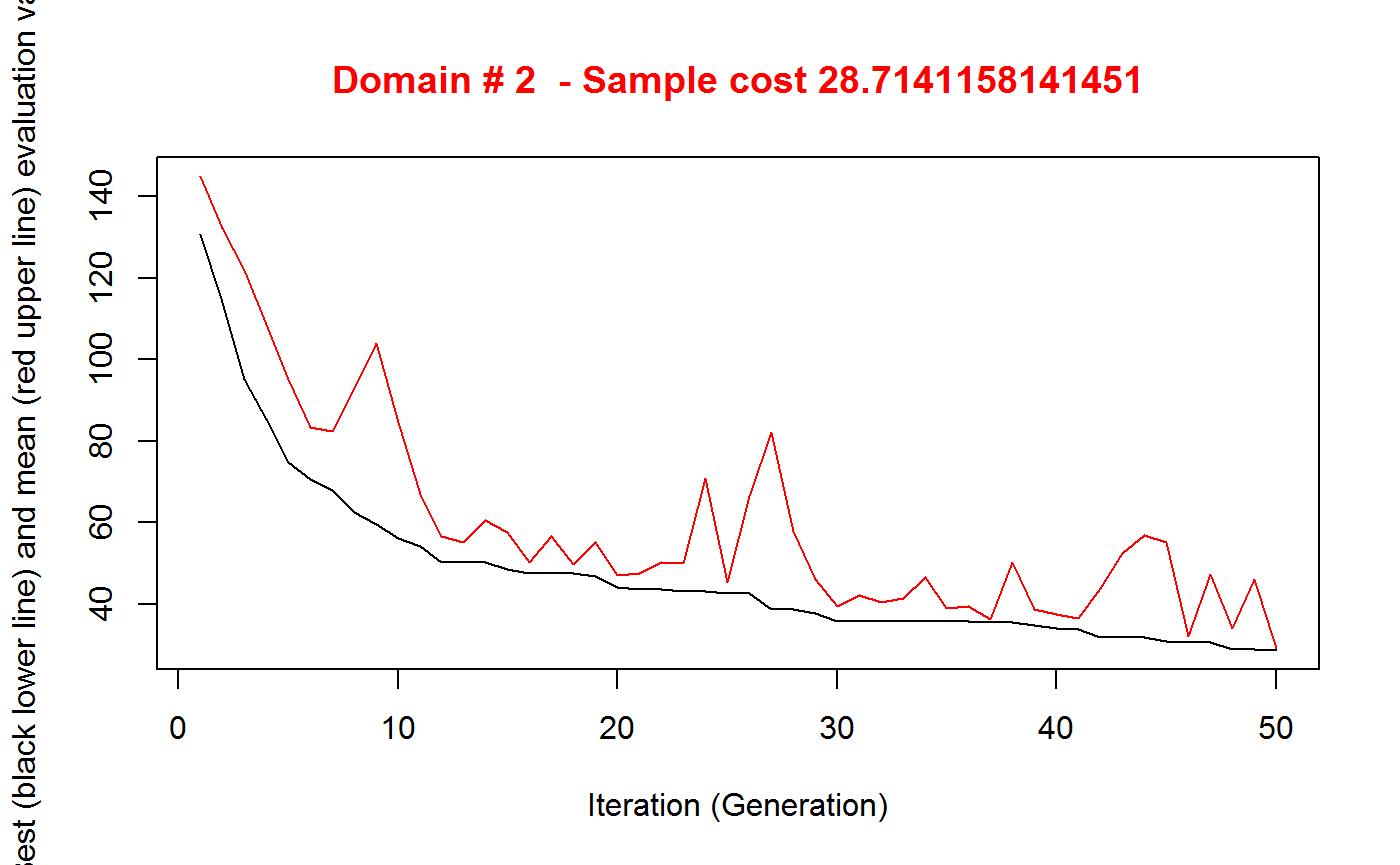 Domain # 2 - Sample cost 28.7141158141451
(black lower line) and mean (red upper line) evaluation
140
120
100
80
60
40
0 10 20 30 40 50
Iteration (Generation)